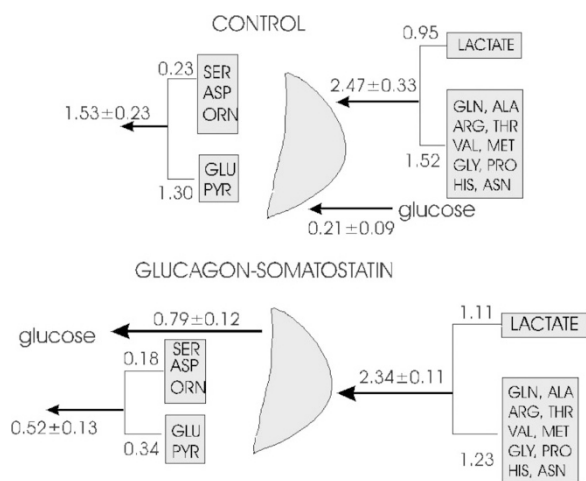 CONTROL
0.95
LACTATE
0.23
SER
ASP
ORN
2.47±0.33
1.53±0.23
GLN, ALA
ARG, THR
VAL, MET
GLY, PRO
HIS, ASN
GLU
PYR
1.52
1.30
glucose
0.21±0.09
GLUCAGON-SOMATOSTATIN
0.79±0.12
1.11
glucose
LACTATE
SER
ASP
ORN
0.18
2.34±0.11
GLN, ALA
ARG, THR
VAL, MET
GLY, PRO
HIS, ASN
0.52±0.13
GLU
PYR
0.34
1.23